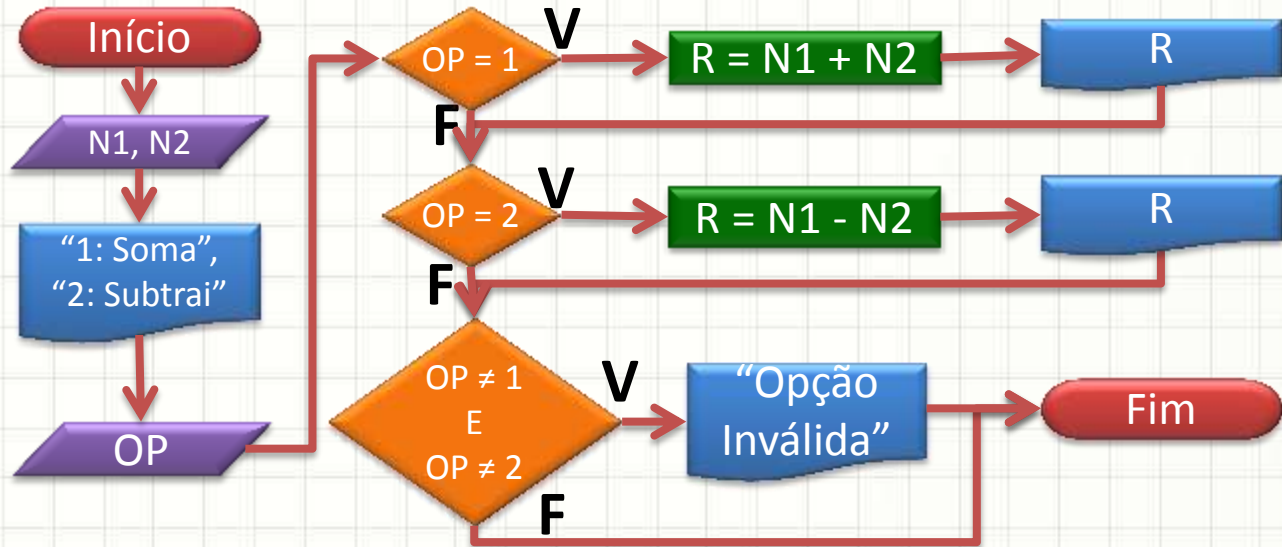 Início
N1, N2
“1: Soma”,
“2: Subtrai”
OP
OP = 1
V
F
R = N1 + N2
R
OP = 2
V
F
R = N1 - N2
R
OP ≠ 1
E
OP ≠ 2
V
F
“Opção
Inválida”
Fim